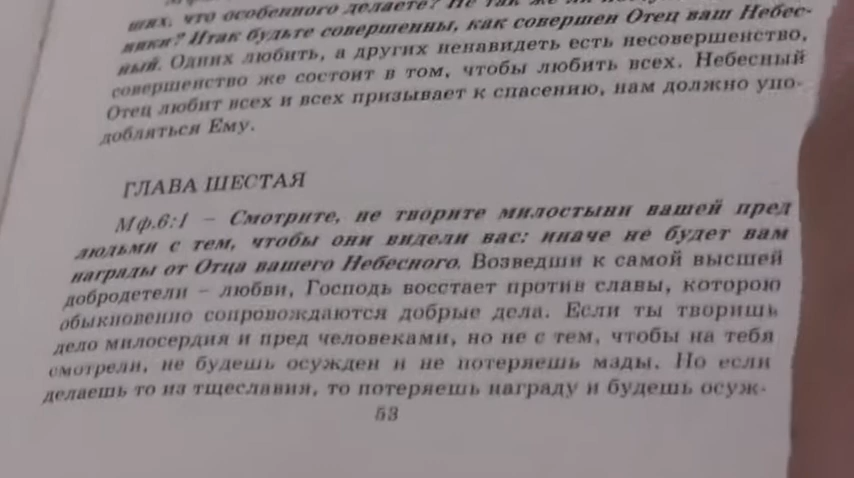 ших, что особенного делаете? Не так же ли
ники? Итак будьте совершенны, как совершен Отец ваш Небес-
ный. Одних любить, а других ненавидеть есть несовершенство,
совершенство же состоит в том, чтобы любить всех. Небесный
Отец любит всех и всех призывает к спасению, нам должно упо-
добляться Ему.
ГЛАВА ШЕСТАЯ
Мф.6:1 – Смотрите, не творите милостыни вашей пред
людьми с тем, чтобы они видели вас: иначе не будет вам
награды от Отца вашего Небесного. Возведши к самой высшей
добродетели – любви, Господь восстает против славы, которою
обыкновенно сопровождаются добрые дела. Если ты творишь
дело милосердия и пред человеками, но не с тем, чтобы на тебя
смотрели, не будешь осужден и не потеряешь мзды. Но если
делаешь то из тщеславия, то потеряешь награду и будешь осуж-
53